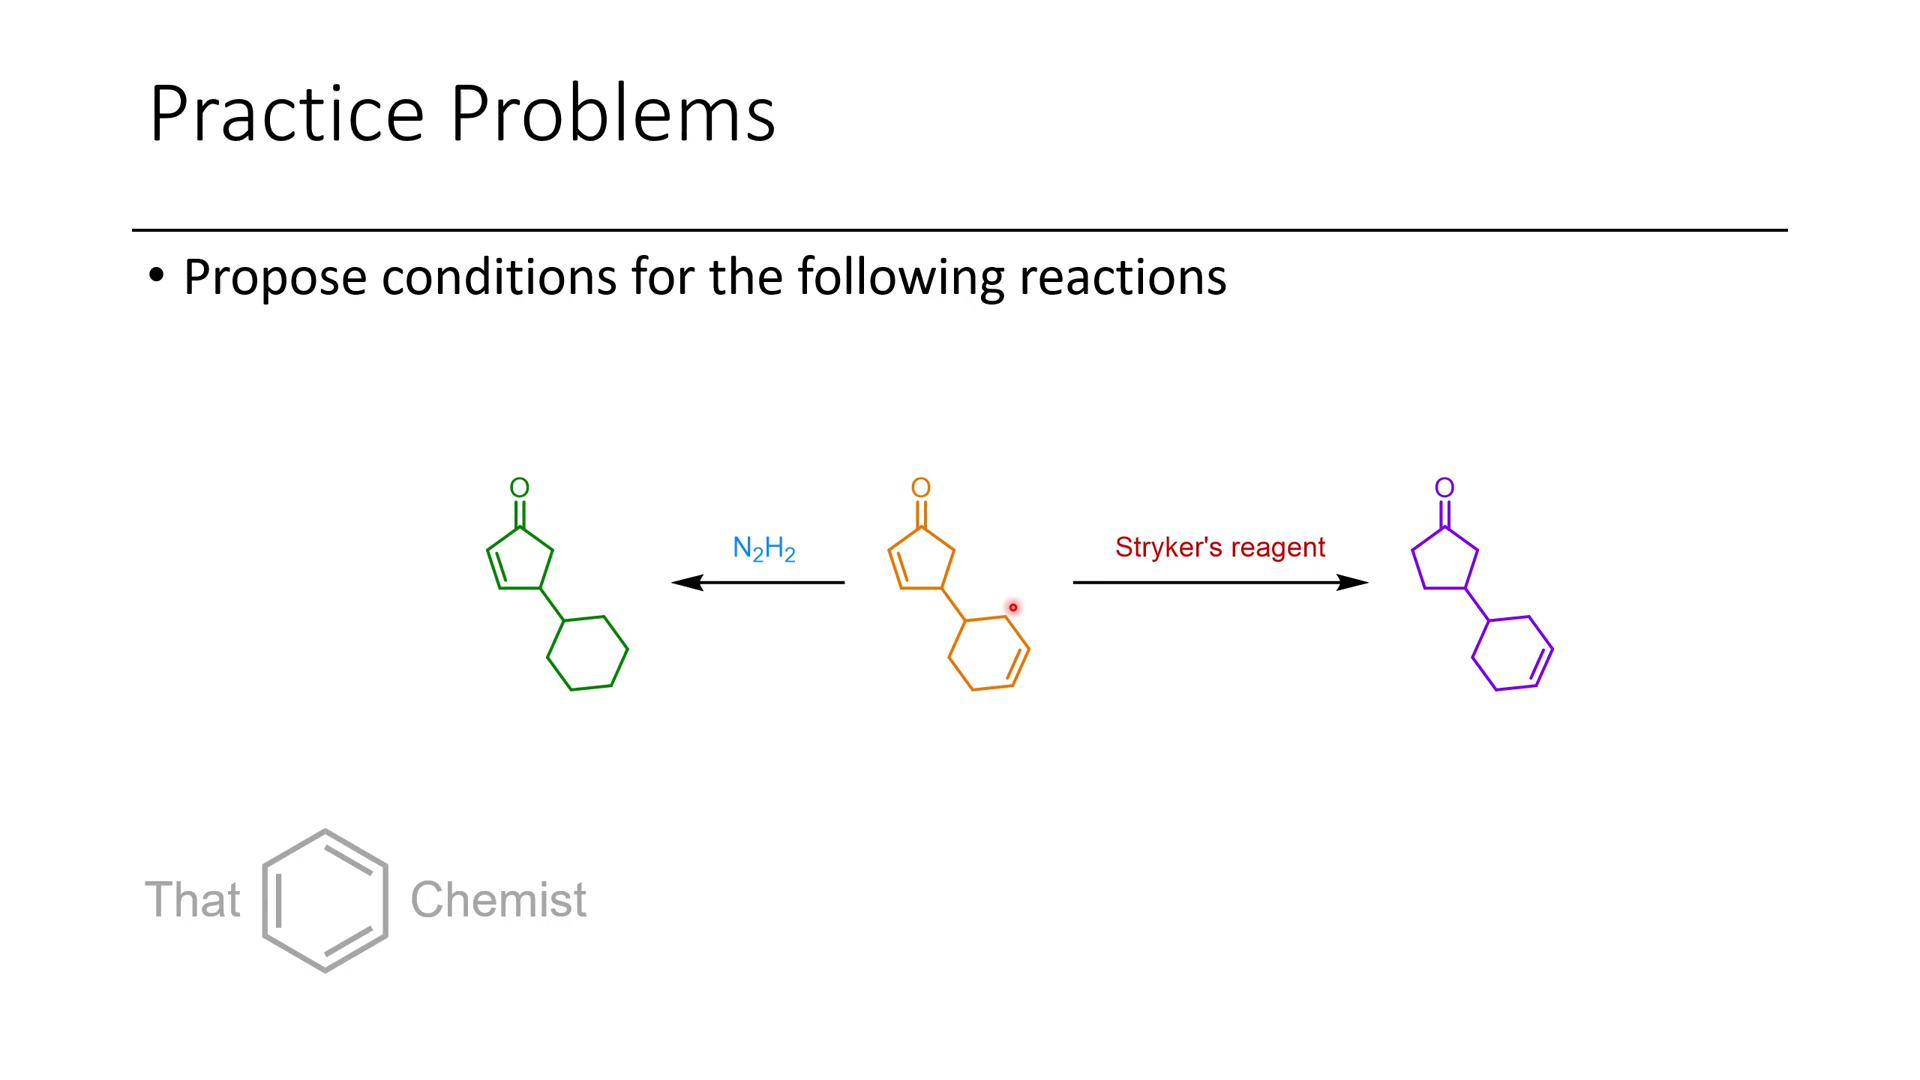 Practice Problems
• Propose conditions for the following reactions
O
O
O
N₂H₂
Stryker's reagent
That Chemist